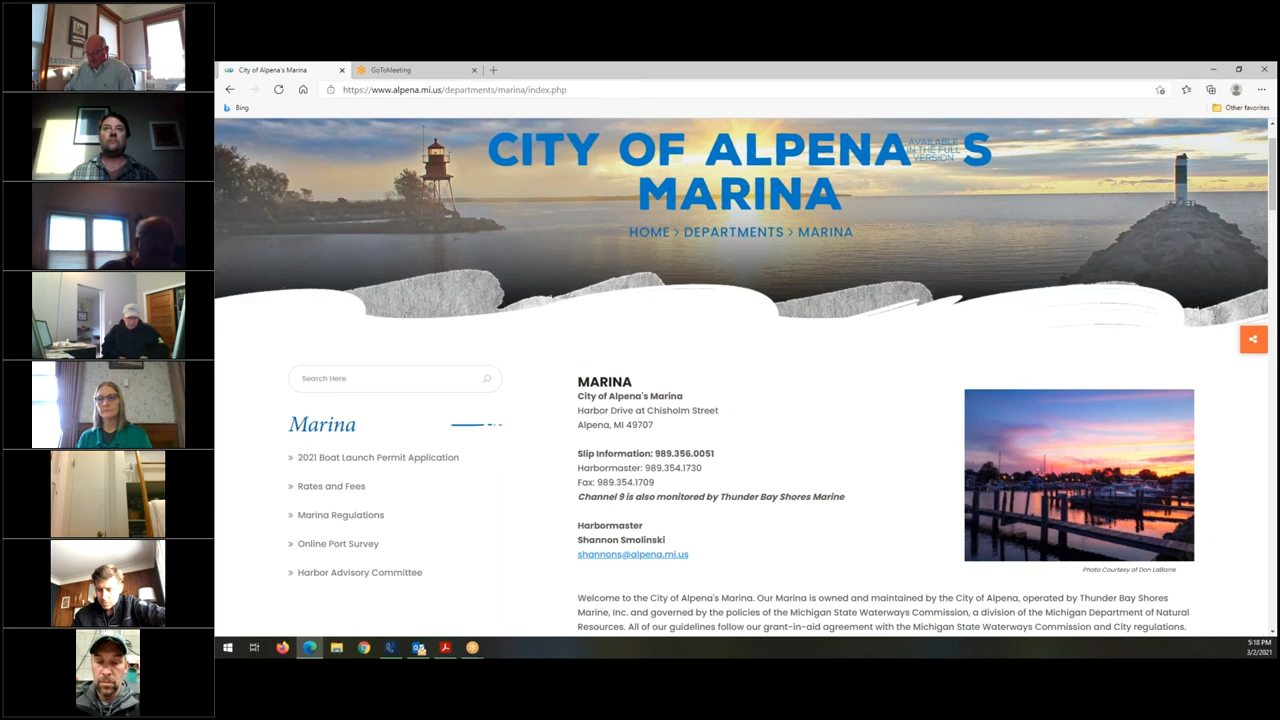 City of Alpena's Marina
GoToMeeting
https://www.alpena.mi.us/departments/marina/index.php
Bing
Other favorites
CITY OF ALPENA AVAILABLE IN THE FULL VERSION S
MARINA
HOME > DEPARTMENTS > MARINA
Search Here
Marina
» 2021 Boat Launch Permit Application
» Rates and Fees
» Marina Regulations
» Online Port Survey
» Harbor Advisory Committee
MARINA
City of Alpena's Marina
Harbor Drive at Chisholm Street
Alpena, MI 49707
Slip Information: 989.356.0051
Harbormaster: 989.354.1730
Fax: 989.354.1709
Channel 9 is also monitored by Thunder Bay Shores Marine
Harbormaster
Shannon Smolinski
shannons@alpena.mi.us
Photo Courtesy of Don LaBarre
Welcome to the City of Alpena's Marina. Our Marina is owned and maintained by the City of Alpena, operated by Thunder Bay Shores
Marine, Inc. and governed by the policies of the Michigan State Waterways Commission, a division of the Michigan Department of Natural
Resources. All of our guidelines follow our grant-in-aid agreement with the Michigan State Waterways Commission and City regulations.
5:18 PM
3/2/2021